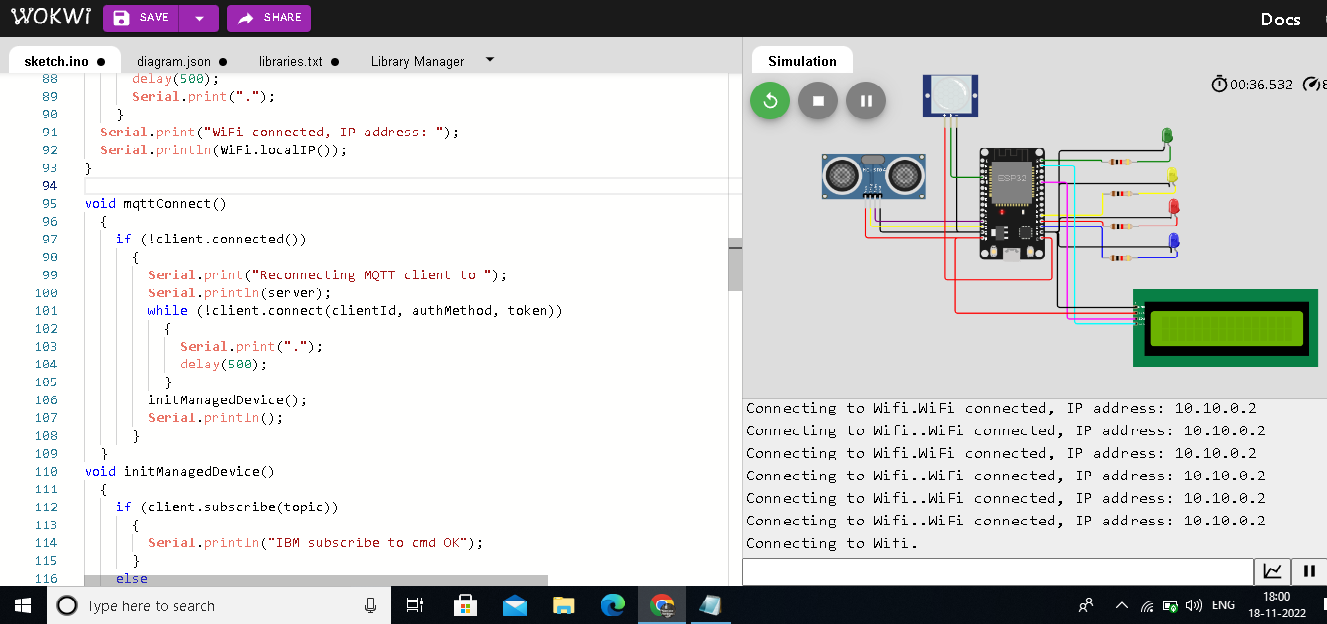 WOKWI SAVE SHARE Docs
sketch.ino ● diagram.json ● libraries.txt ● Library Manager
Simulation
00:36.532
88 delay(500);
89 Serial.print(".");
90 }
91 Serial.print("WiFi connected, IP address: ");
92 Serial.println(WiFi.localIP());
93 }
94
95 void mqttConnect()
96 {
97 if (!client.connected())
98 {
99 Serial.print("Reconnecting MQTT client to ");
100 Serial.println(server);
101 while (!client.connect(clientId, authMethod, token))
102 {
103 Serial.print(".");
104 delay(500);
105 }
106 initManagedDevice();
107 Serial.println();
108 }
109 }
110 void initManagedDevice()
111 {
112 if (client.subscribe(topic))
113 {
114 Serial.println("IBM subscribe to cmd OK");
115 }
116 else
ESP32
Connecting to Wifi.WiFi connected, IP address: 10.10.0.2
Connecting to Wifi..WiFi connected, IP address: 10.10.0.2
Connecting to Wifi.WiFi connected, IP address: 10.10.0.2
Connecting to Wifi..WiFi connected, IP address: 10.10.0.2
Connecting to Wifi..WiFi connected, IP address: 10.10.0.2
Connecting to Wifi..WiFi connected, IP address: 10.10.0.2
Connecting to Wifi.
Type here to search
ENG
18:00
18-11-2022